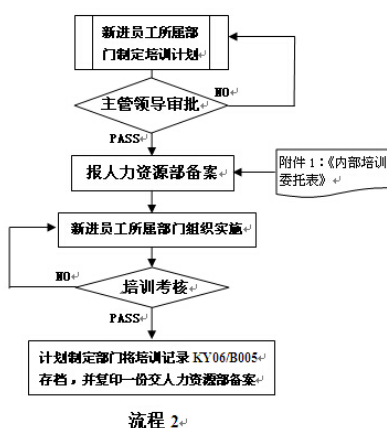 新进员工所属部
门制定培训计划
NO
主管领导审批
PASS
报人力资源部备案
附件 1：《内部培训
委托表》
新进员工所属部门组织实施
NO
培训考核
PASS
计划制定部门将培训记录 KY06/B005
存档，并复印一份交人力资源部备案
流程 2